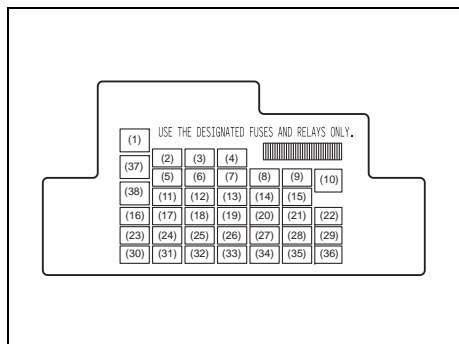 USE THE DESIGNATED FUSES AND RELAYS ONLY.
(1)
(2) (3) (4)
(37)
(5) (6) (7) (8) (9) (10)
(38)
(11) (12) (13) (14) (15)
(16) (17) (18) (19) (20) (21) (22)
(23) (24) (25) (26) (27) (28) (29)
(30) (31) (32) (33) (34) (35) (36)